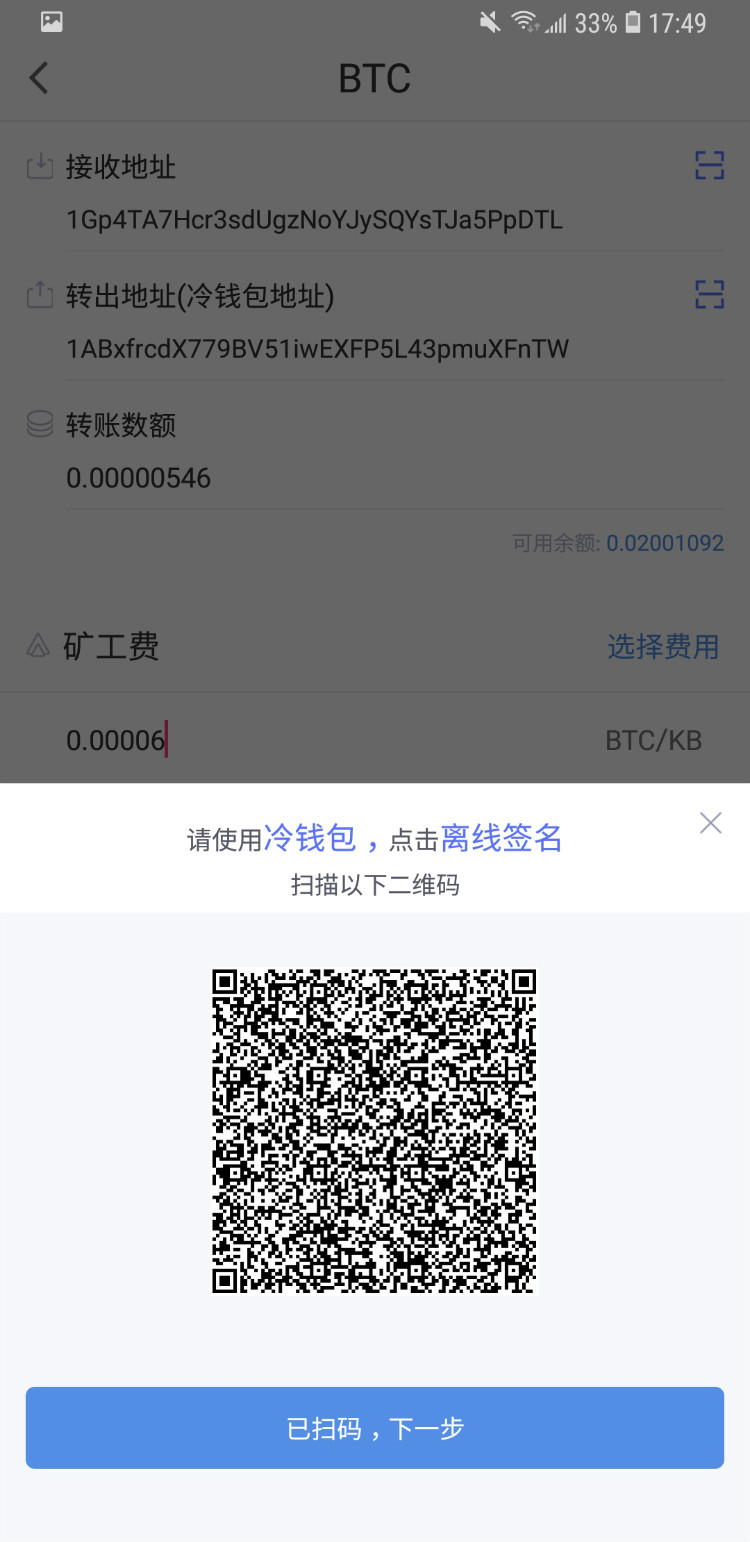 33% 17:49
BTC
接收地址
1Gp4TA7Hcr3sdUgzNoYJySQYsTJa5PpDTL
转出地址(冷钱包地址)
1ABxfrcdX779BV51iwEXFP5L43pmuXFnTW
转账数额
0.00000546
可用余额: 0.02001092
矿工费 选择费用
0.00006 BTC/KB
请使用冷钱包，点击离线签名
扫描以下二维码
已扫码，下一步